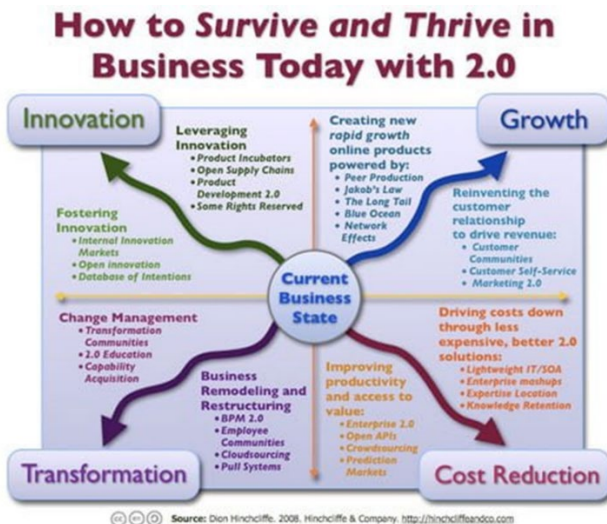 How to Survive and Thrive in
Business Today with 2.0
Innovation
Leveraging
Innovation
• Product Incubators
• Open Supply Chains
• Product
Development 2.0
• Some Rights Reserved
Fostering
Innovation
• Internal Innovation
Markets
• Open innovation
• Database of Intentions
Creating new
rapid growth
online products
powered by:
• Peer Production
• Jakob's Law
• The Long Tail
• Blue Ocean
• Network
Effects
Growth
Reinventing the
customer
relationship
to drive revenue:
• Customer
Communities
• Customer Self-Service
• Marketing 2.0
Current
Business
State
Change Management
• Transformation
Communities
• 2.0 Education
• Capability
Acquisition
Business
Remodeling and
Restructuring
• BPM 2.0
• Employee
Communities
• Cloudsourcing
• Pull Systems
Transformation
Improving
productivity
and access to
value:
• Enterprise 2.0
• Open APIs
• Crowdsourcing
• Prediction
Markets
Driving costs down
through less
expensive, better 2.0
solutions:
• Lightweight IT/SOA
• Enterprise mashups
• Expertise Location
• Knowledge Retention
Cost Reduction
Source: Dion Hinchcliffe. 2008. Hinchcliffe & Company. http://hinchcliffeandco.com